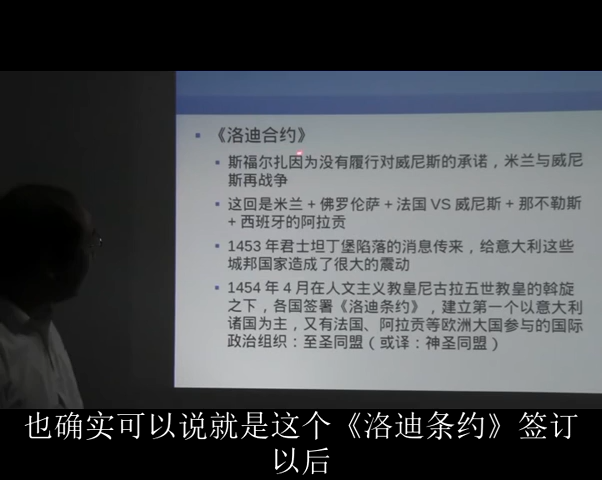 《洛迪合约》
斯福尔扎因为没有履行对威尼斯的承诺，米兰与威尼
斯再战争
这回是米兰+佛罗伦萨+法国 VS 威尼斯+那不勒斯
+西班牙的阿拉贡
1453 年君士坦丁堡陷落的消息传来，给意大利这些
城邦国家造成了很大的震动
1454 年 4 月在人文主义教皇尼古拉五世教皇的斡旋
之下，各国签署《洛迪条约》，建立第一个以意大利
诸国为主，又有法国、阿拉贡等欧洲大国参与的国际
政治组织：至圣同盟（或译：神圣同盟）
也确实可以说就是这个《洛迪条约》签订
以后